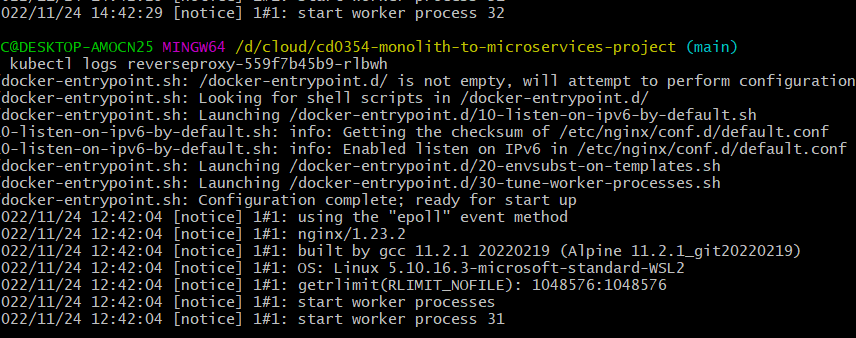 022/11/24 14:42:29 [notice] 1#1: start worker process 32
C@DESKTOP-AMOCN25 MINGW64 /d/cloud/cd0354-monolith-to-microservices-project (main)
kubectl logs reverseproxy-559f7b45b9-rlbwh
/docker-entrypoint.sh: /docker-entrypoint.d/ is not empty, will attempt to perform configuration
/docker-entrypoint.sh: Looking for shell scripts in /docker-entrypoint.d/
/docker-entrypoint.sh: Launching /docker-entrypoint.d/10-listen-on-ipv6-by-default.sh
0-listen-on-ipv6-by-default.sh: info: Getting the checksum of /etc/nginx/conf.d/default.conf
0-listen-on-ipv6-by-default.sh: info: Enabled listen on IPv6 in /etc/nginx/conf.d/default.conf
/docker-entrypoint.sh: Launching /docker-entrypoint.d/20-envsubst-on-templates.sh
/docker-entrypoint.sh: Launching /docker-entrypoint.d/30-tune-worker-processes.sh
/docker-entrypoint.sh: Configuration complete; ready for start up
022/11/24 12:42:04 [notice] 1#1: using the "epoll" event method
022/11/24 12:42:04 [notice] 1#1: nginx/1.23.2
022/11/24 12:42:04 [notice] 1#1: built by gcc 11.2.1 20220219 (Alpine 11.2.1_git20220219)
022/11/24 12:42:04 [notice] 1#1: OS: Linux 5.10.16.3-microsoft-standard-WSL2
022/11/24 12:42:04 [notice] 1#1: getrlimit(RLIMIT_NOFILE): 1048576:1048576
022/11/24 12:42:04 [notice] 1#1: start worker processes
022/11/24 12:42:04 [notice] 1#1: start worker process 31